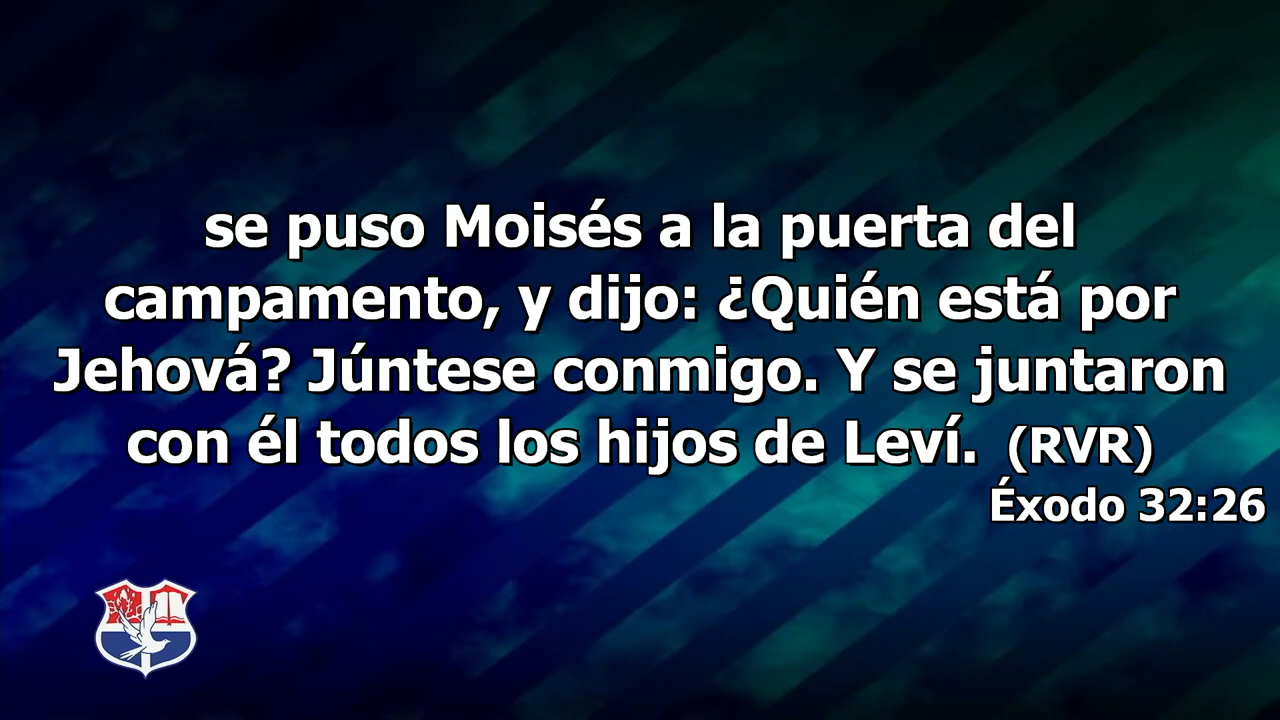 se puso Moisés a la puerta del
campamento, y dijo: ¿Quién está por
Jehová? Júntese conmigo. Y se juntaron
con él todos los hijos de Leví. (RVR)
Éxodo 32:26